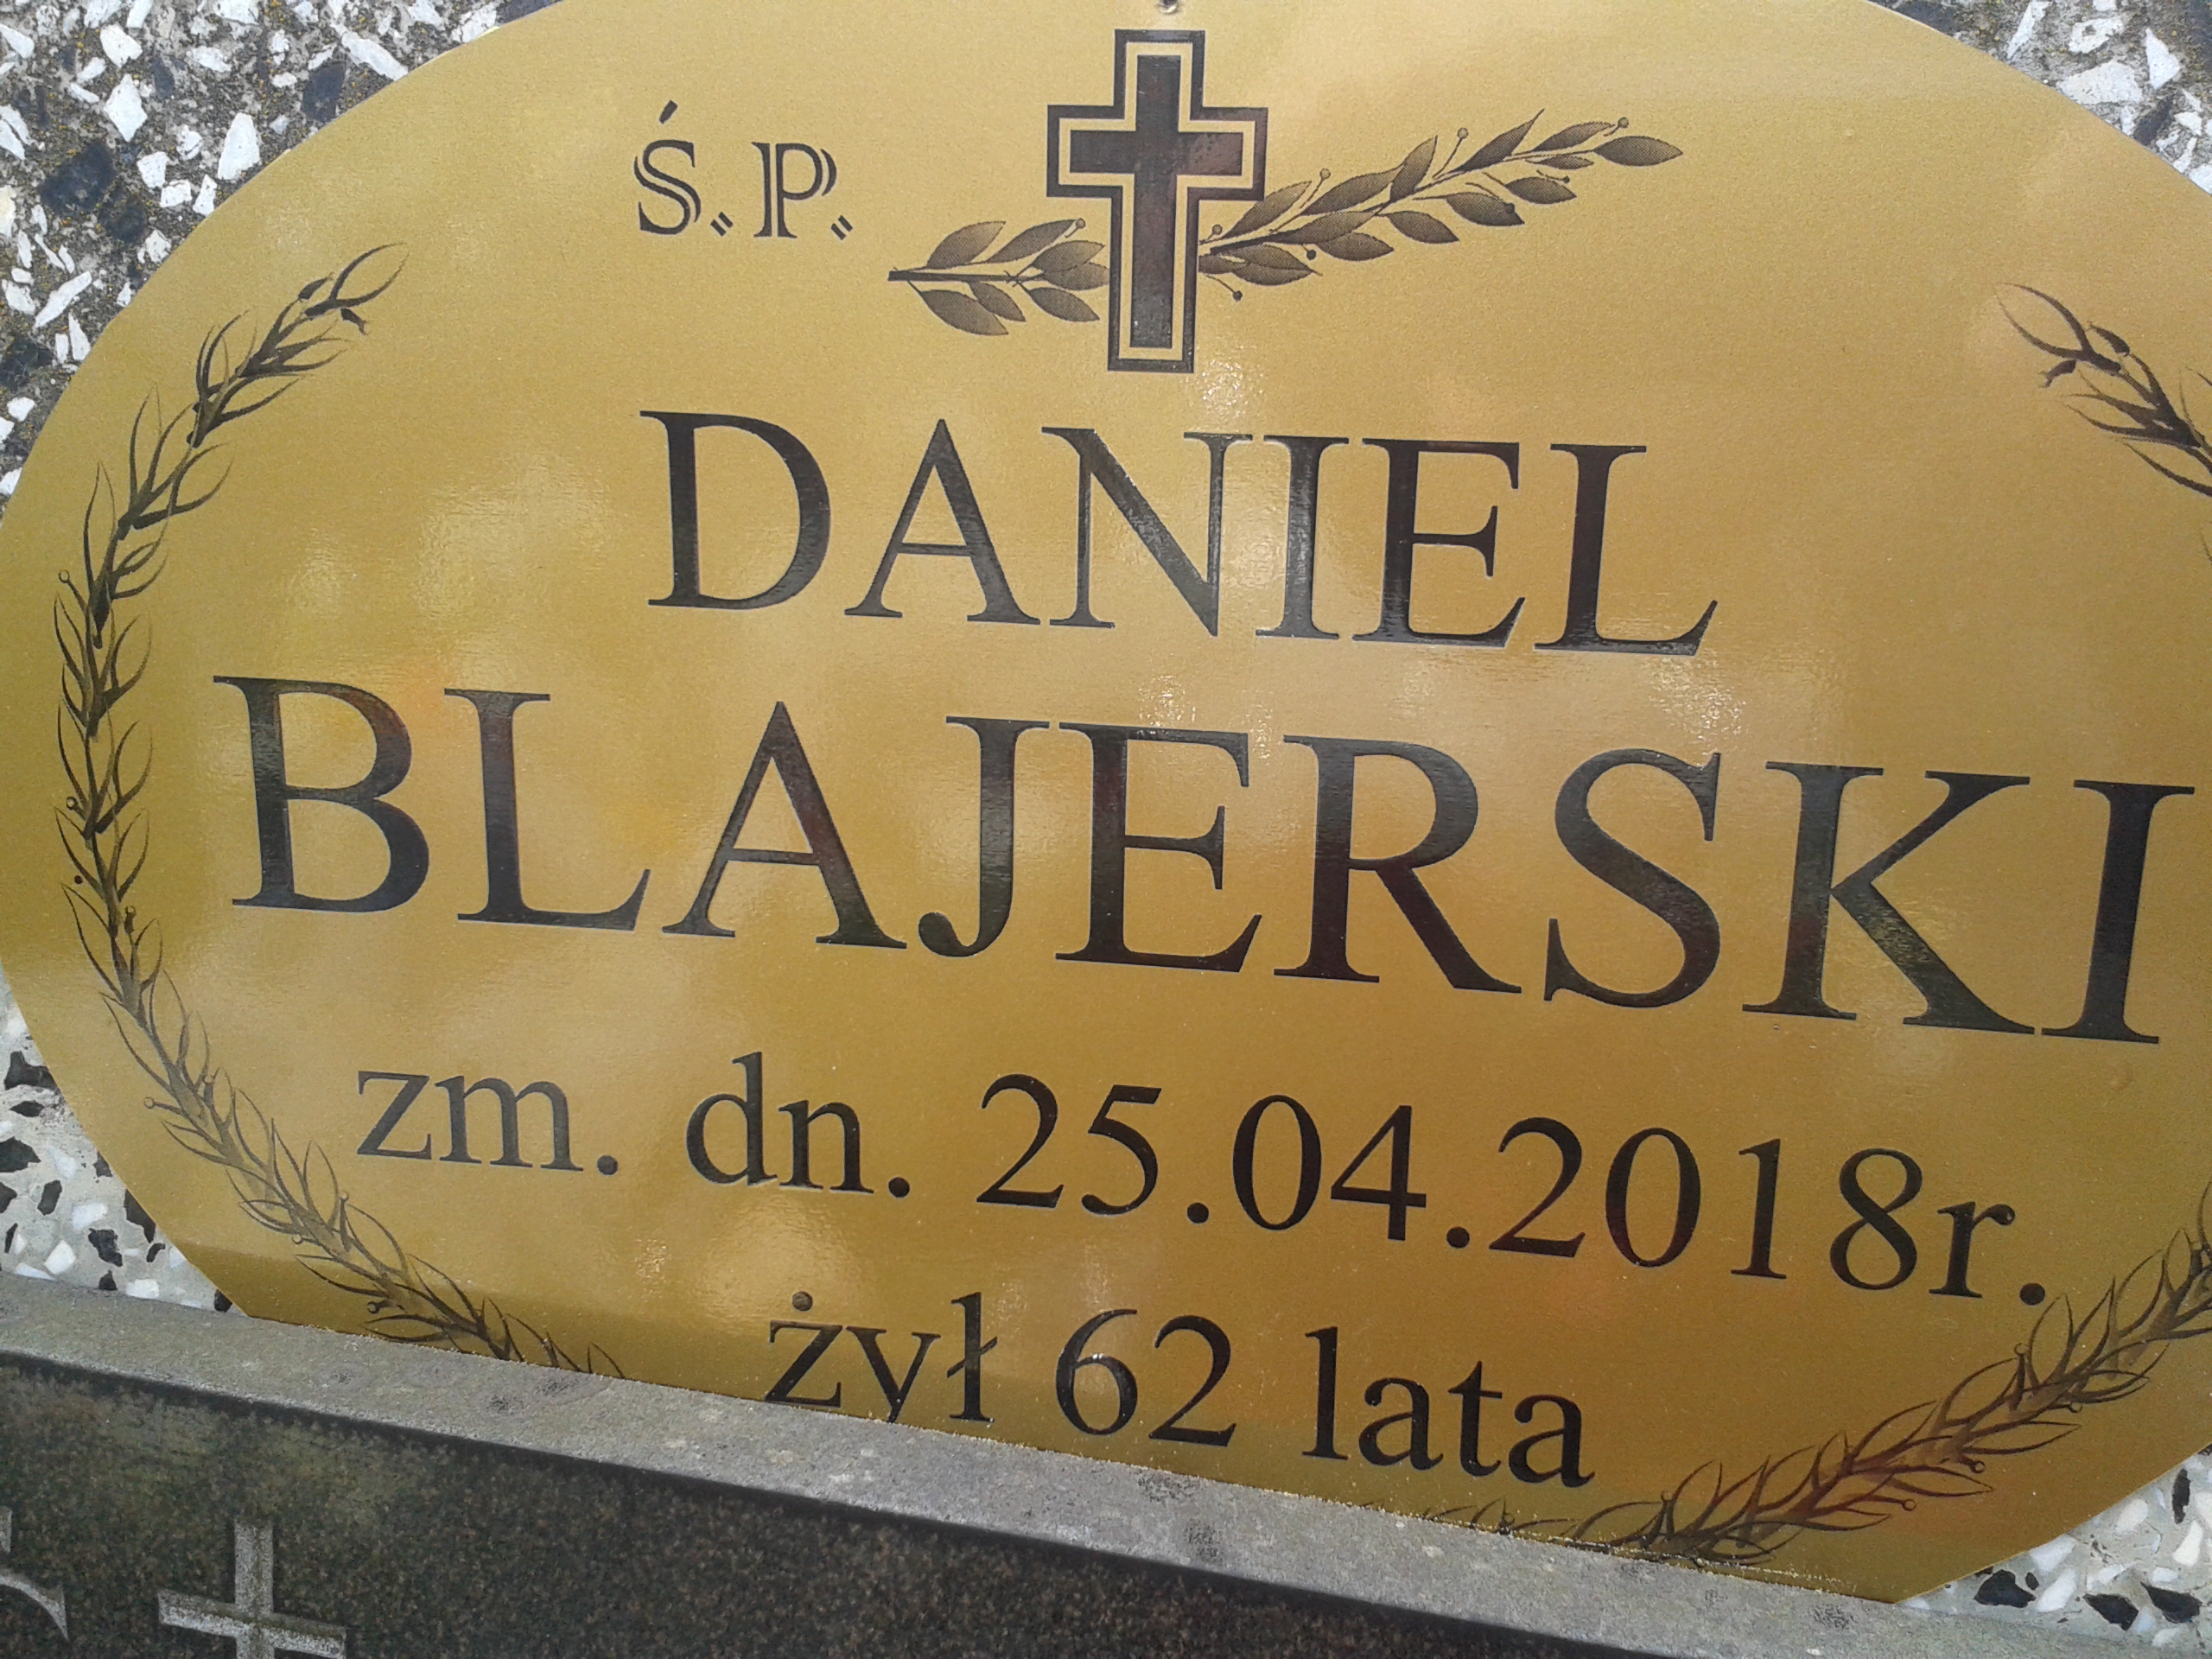 Ś. P.
DANIEL
BLAJERSKI
zm. dn. 25.04.2018r.
żył 62 lata